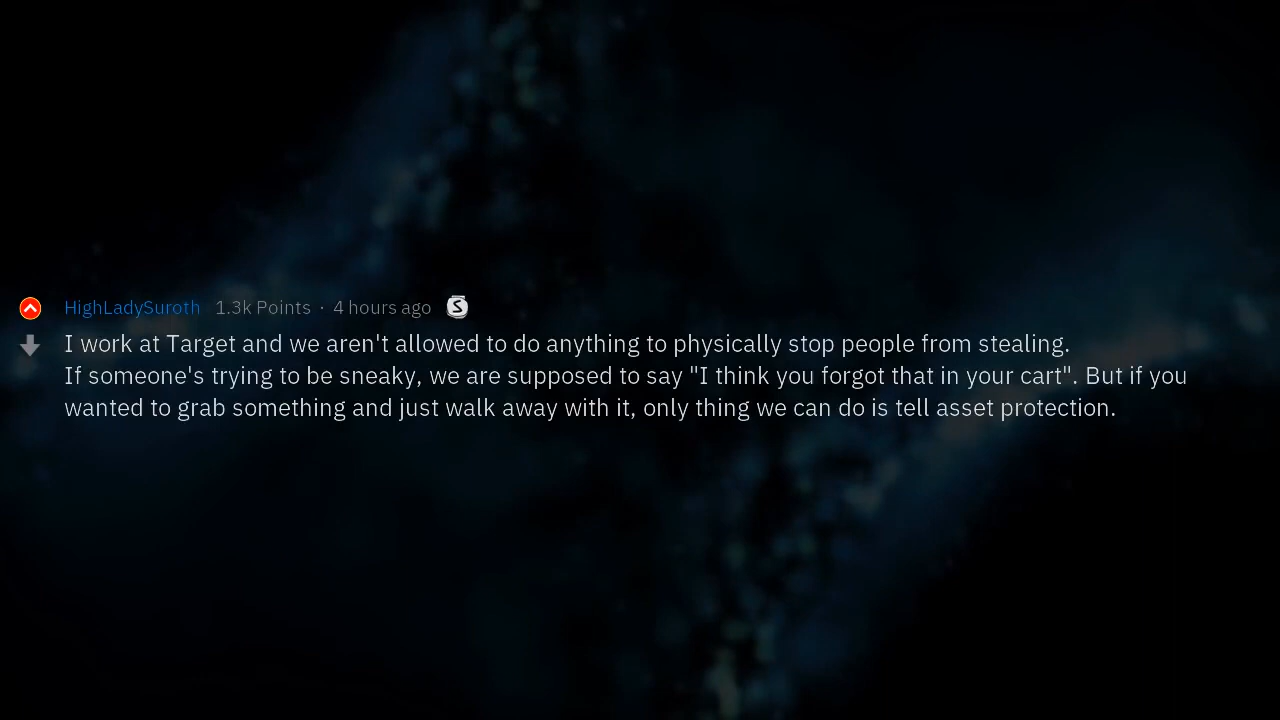 HighLadySuroth 1.3k Points · 4 hours ago S
I work at Target and we aren't allowed to do anything to physically stop people from stealing.
If someone's trying to be sneaky, we are supposed to say "I think you forgot that in your cart". But if you
wanted to grab something and just walk away with it, only thing we can do is tell asset protection.